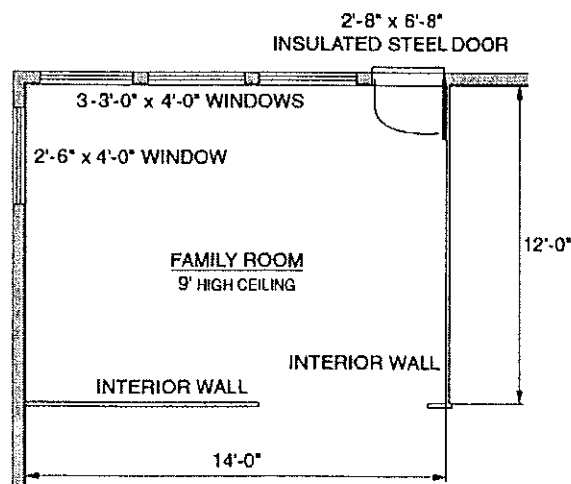 2'-8" x 6'-8"
INSULATED STEEL DOOR
3-3'-0" x 4'-0" WINDOWS
2'-6" x 4'-0" WINDOW
12'-0"
FAMILY ROOM
9' HIGH CEILING
INTERIOR WALL
INTERIOR WALL
14'-0"